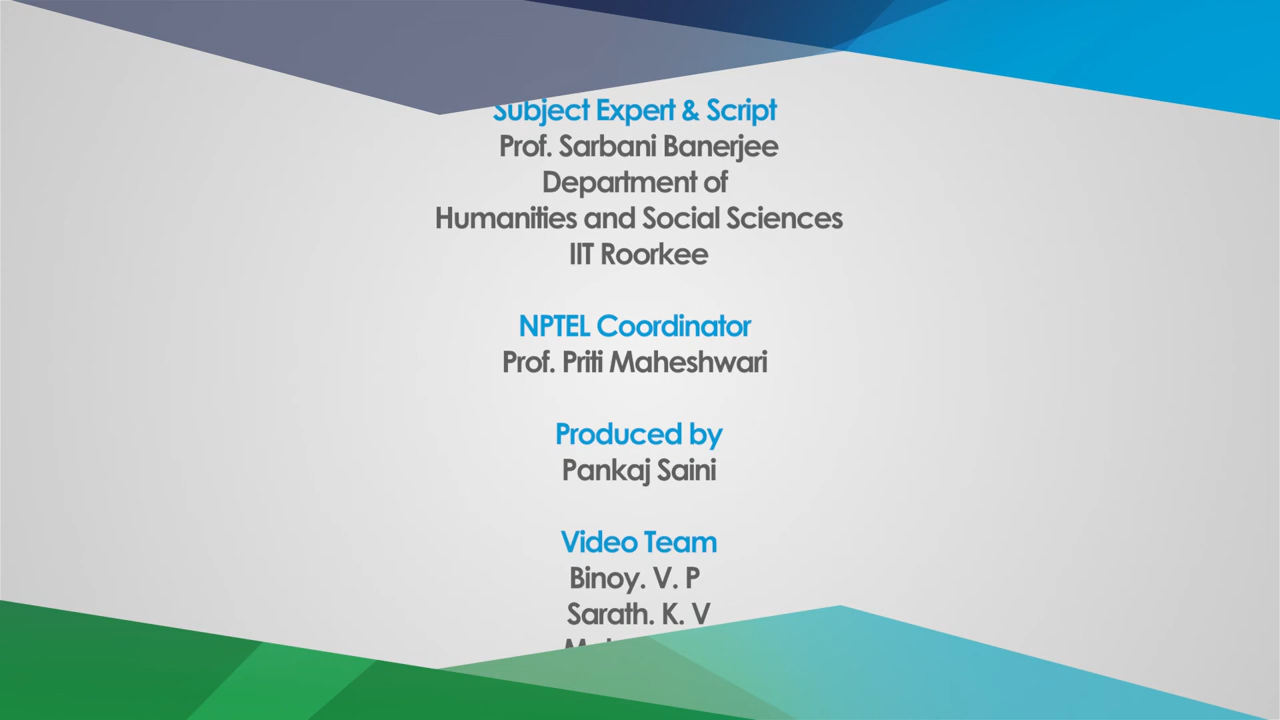 Subject Expert & Script
Prof. Sarbani Banerjee
Department of
Humanities and Social Sciences
IIT Roorkee
NPTEL Coordinator
Prof. Priti Maheshwari
Produced by
Pankaj Saini
Video Team
Binoy. V. P
Sarath. K. V